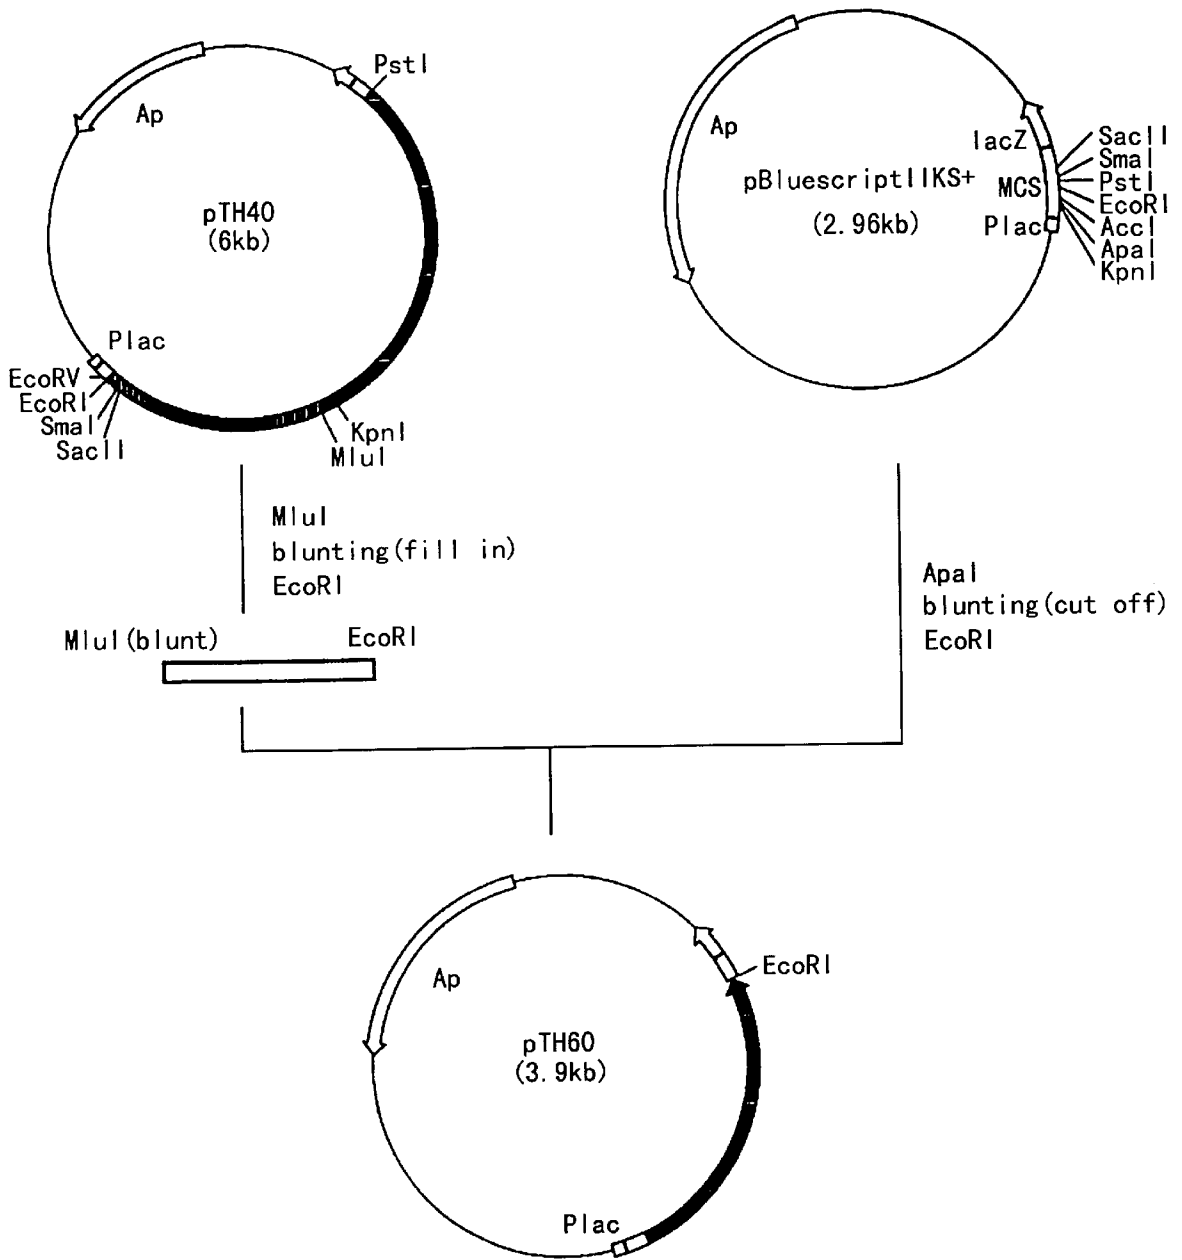 PstI
Ap
pTH40
(6kb)
Plac
EcoRV
EcoRI
SmaI
SacII
KpnI
MluI
Ap
pBluescriptIIKS+
(2.96kb)
lacZ
MCS
Plac
SacII
SmaI
PstI
EcoRI
AccI
ApaI
KpnI
MluI
blunting(fill in)
EcoRI
MluI(blunt)
EcoRI
ApaI
blunting(cut off)
EcoRI
Ap
EcoRI
pTH60
(3.9kb)
Plac